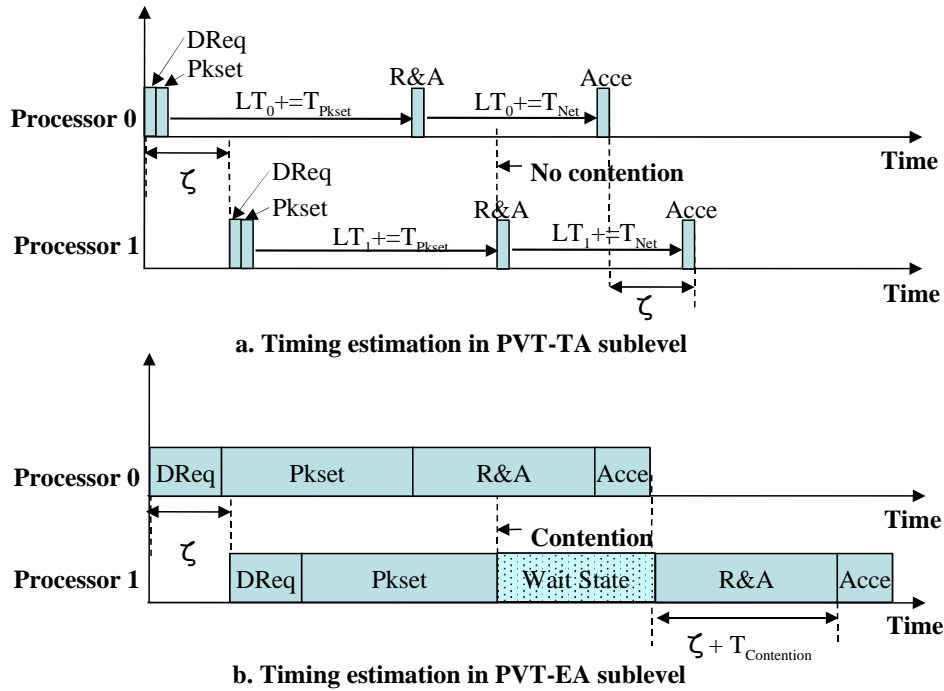 DReq
Pkset
R&A
Acce
LT0+=TPkset
LT0+=TNet
Processor 0
Time
ζ
DReq
No contention
Pkset
R&A
Acce
LT1+=TPkset
LT1+=TNet
Processor 1
Time
ζ
a. Timing estimation in PVT-TA sublevel
Processor 0
DReq
Pkset
R&A
Acce
Time
ζ
Contention
Processor 1
DReq
Pkset
Wait State
R&A
Acce
Time
ζ + TContention
b. Timing estimation in PVT-EA sublevel